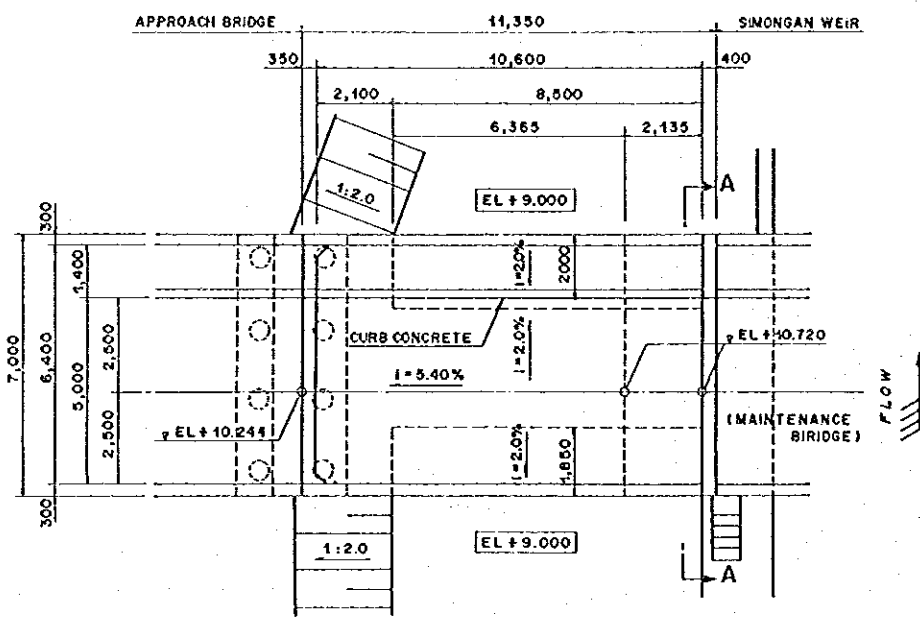 APPROACH BRIDGE
11,350
SIMONGAN WEIR
350
10,600
400
2,100
8,500
6,365
2,135
A
1:2.0
EL + 9.000
300
1,400
i=2.0%
2000
7,000
6,400
5,000
2,500
CURB CONCRETE
i=2.0%
EL + 10.720
i=5.40%
FLOW
2,500
EL + 10.244
i=2.0%
1,850
(MAINTENANCE
BIRIDGE)
300
1:2.0
EL + 9.000
A